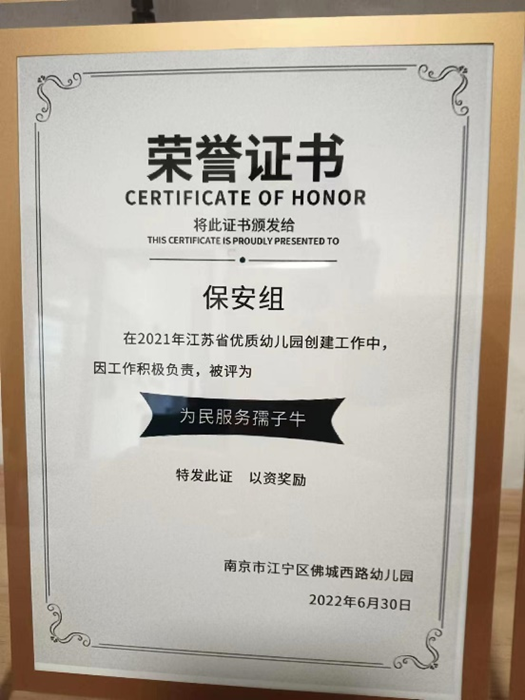 荣誉证书
CERTIFICATE OF HONOR
将此证书颁发给
THIS CERTIFICATE IS PROUDLY PRESENTED TO
保安组
在2021年江苏省优质幼儿园创建工作中，
因工作积极负责，被评为
为民服务孺子牛
特发此证 以资奖励
南京市江宁区佛城西路幼儿园
2022年6月30日